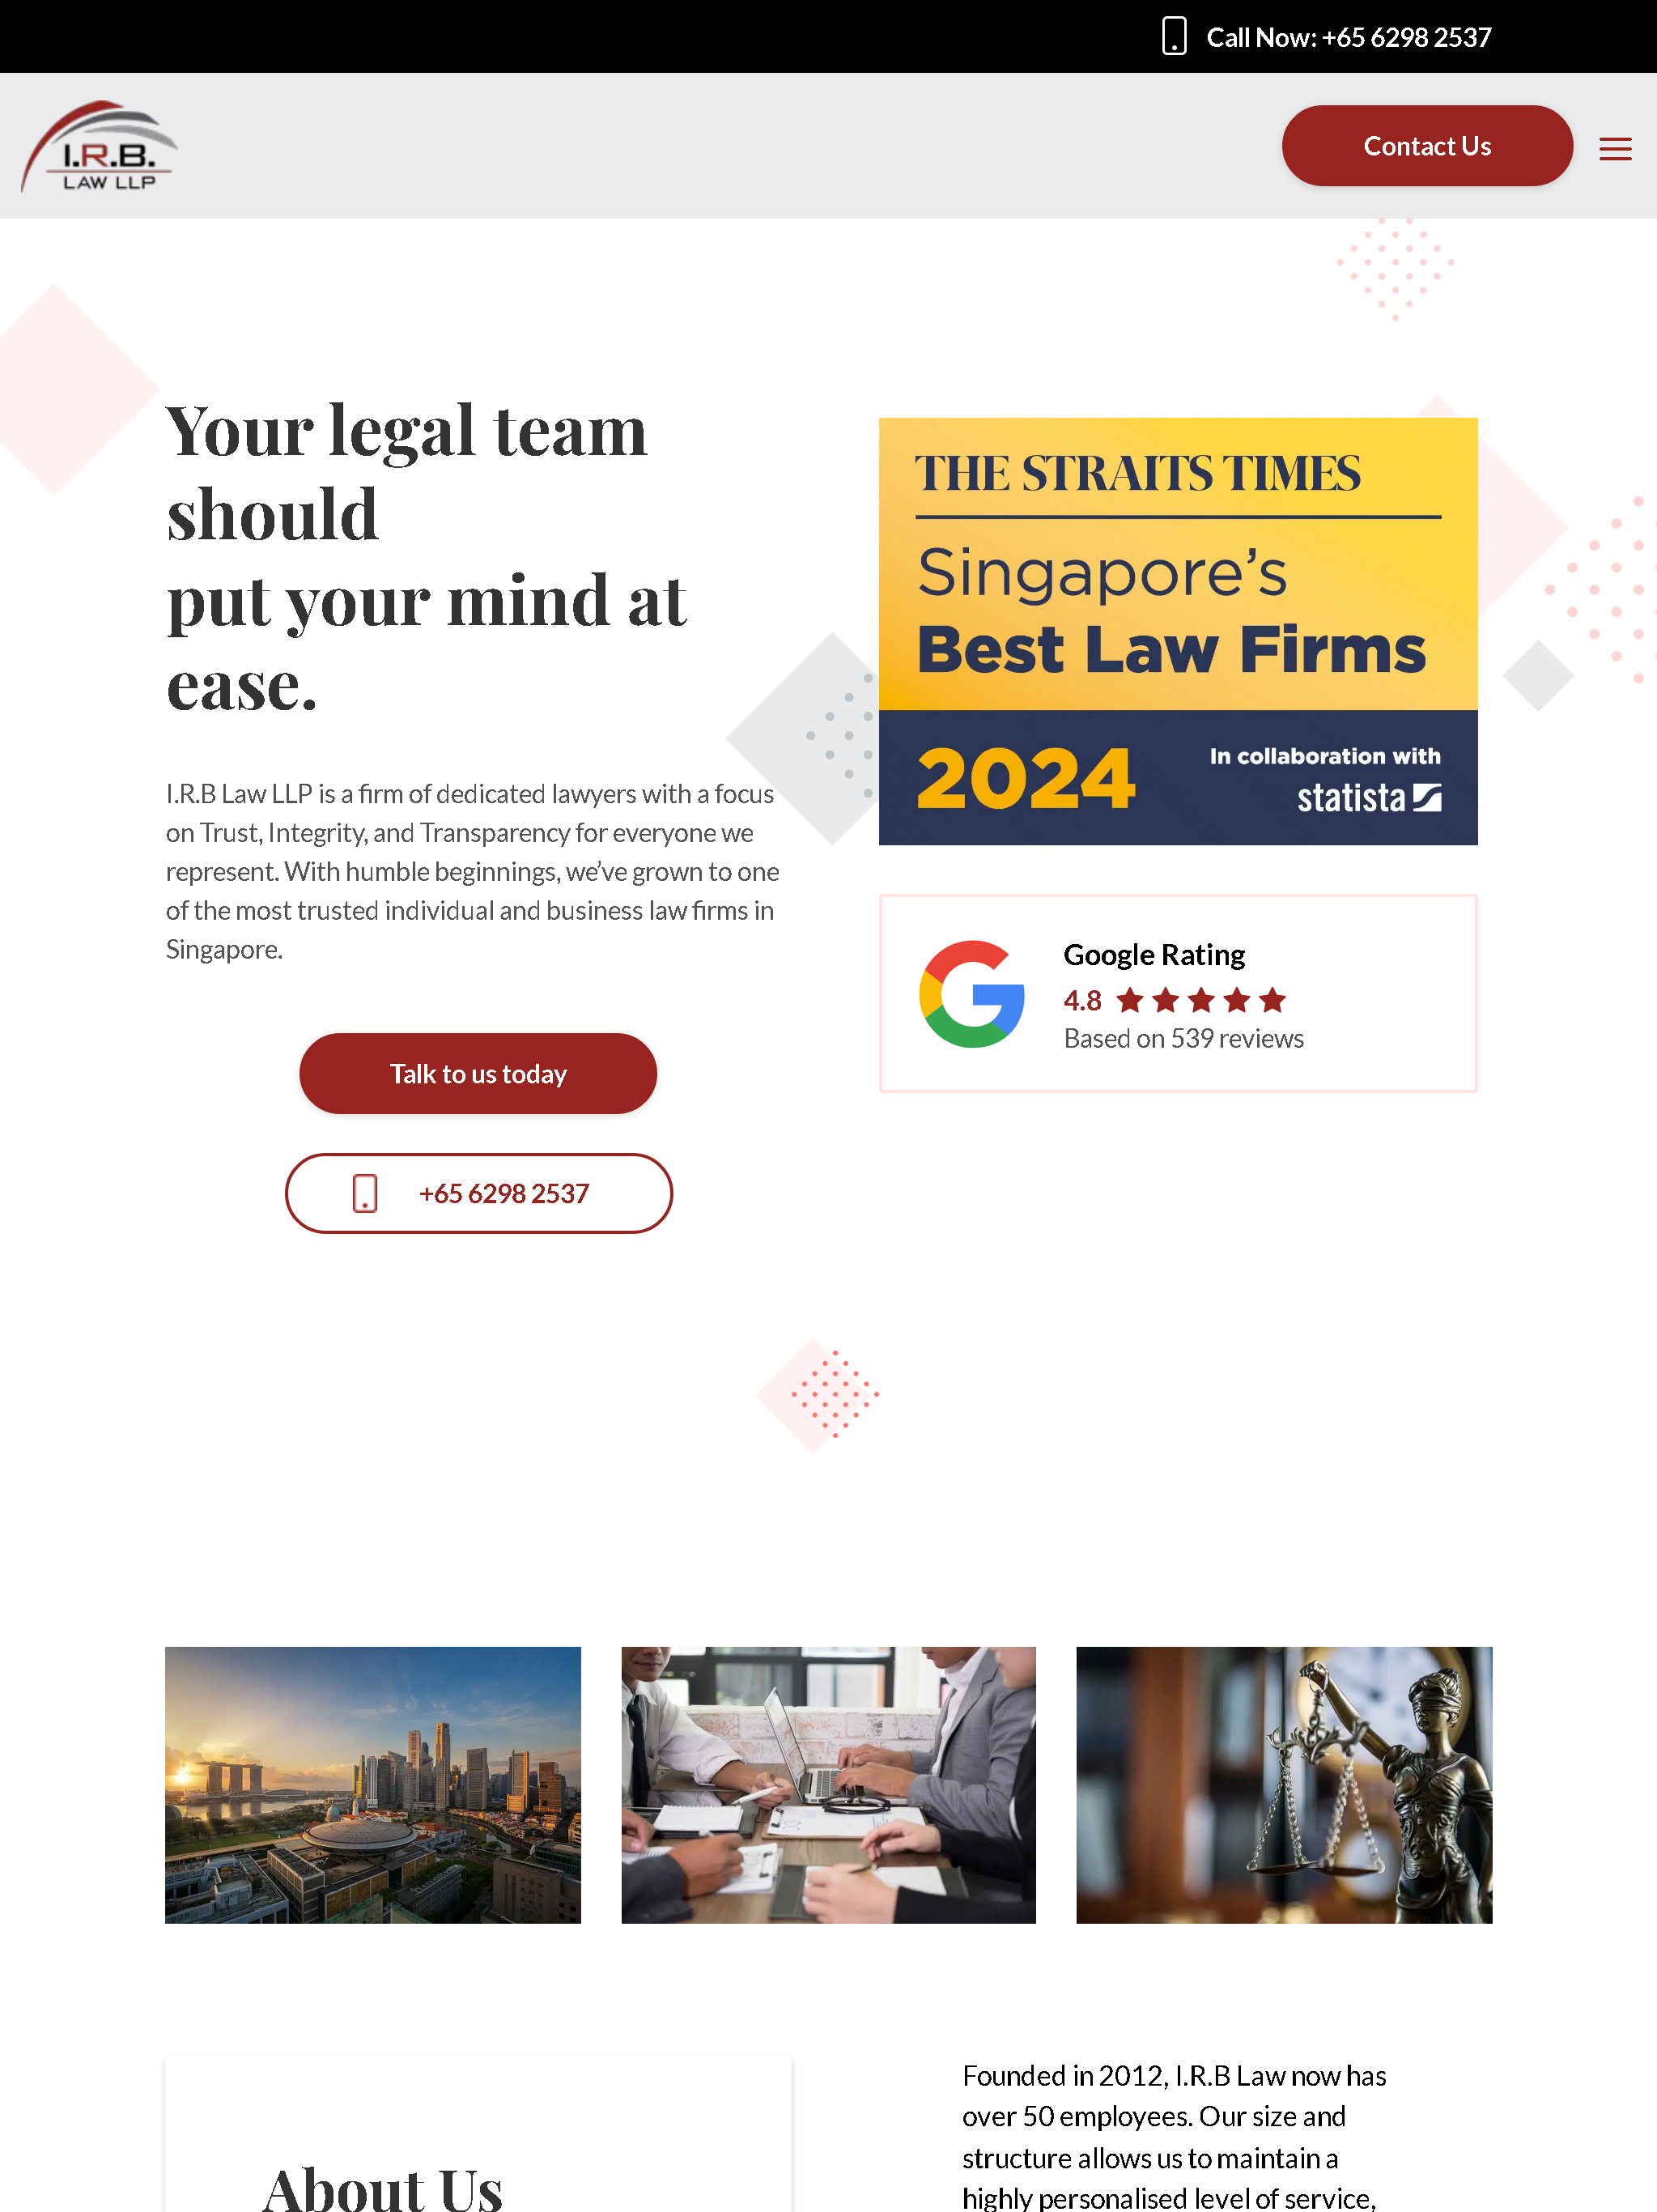 Call Now: +65 6298 2537
I.R.B.
LAW LLP
Contact Us
Your legal team
should
put your mind at
ease.
I.R.B Law LLP is a firm of dedicated lawyers with a focus
on Trust, Integrity, and Transparency for everyone we
represent. With humble beginnings, we’ve grown to one
of the most trusted individual and business law firms in
Singapore.
Talk to us today
+65 6298 2537
THE STRAITS TIMES
Singapore’s
Best Law Firms
2024
In collaboration with
statista
Google Rating
4.8
Based on 539 reviews
About Us
Founded in 2012, I.R.B Law now has
over 50 employees. Our size and
structure allows us to maintain a
highly personalised level of service,